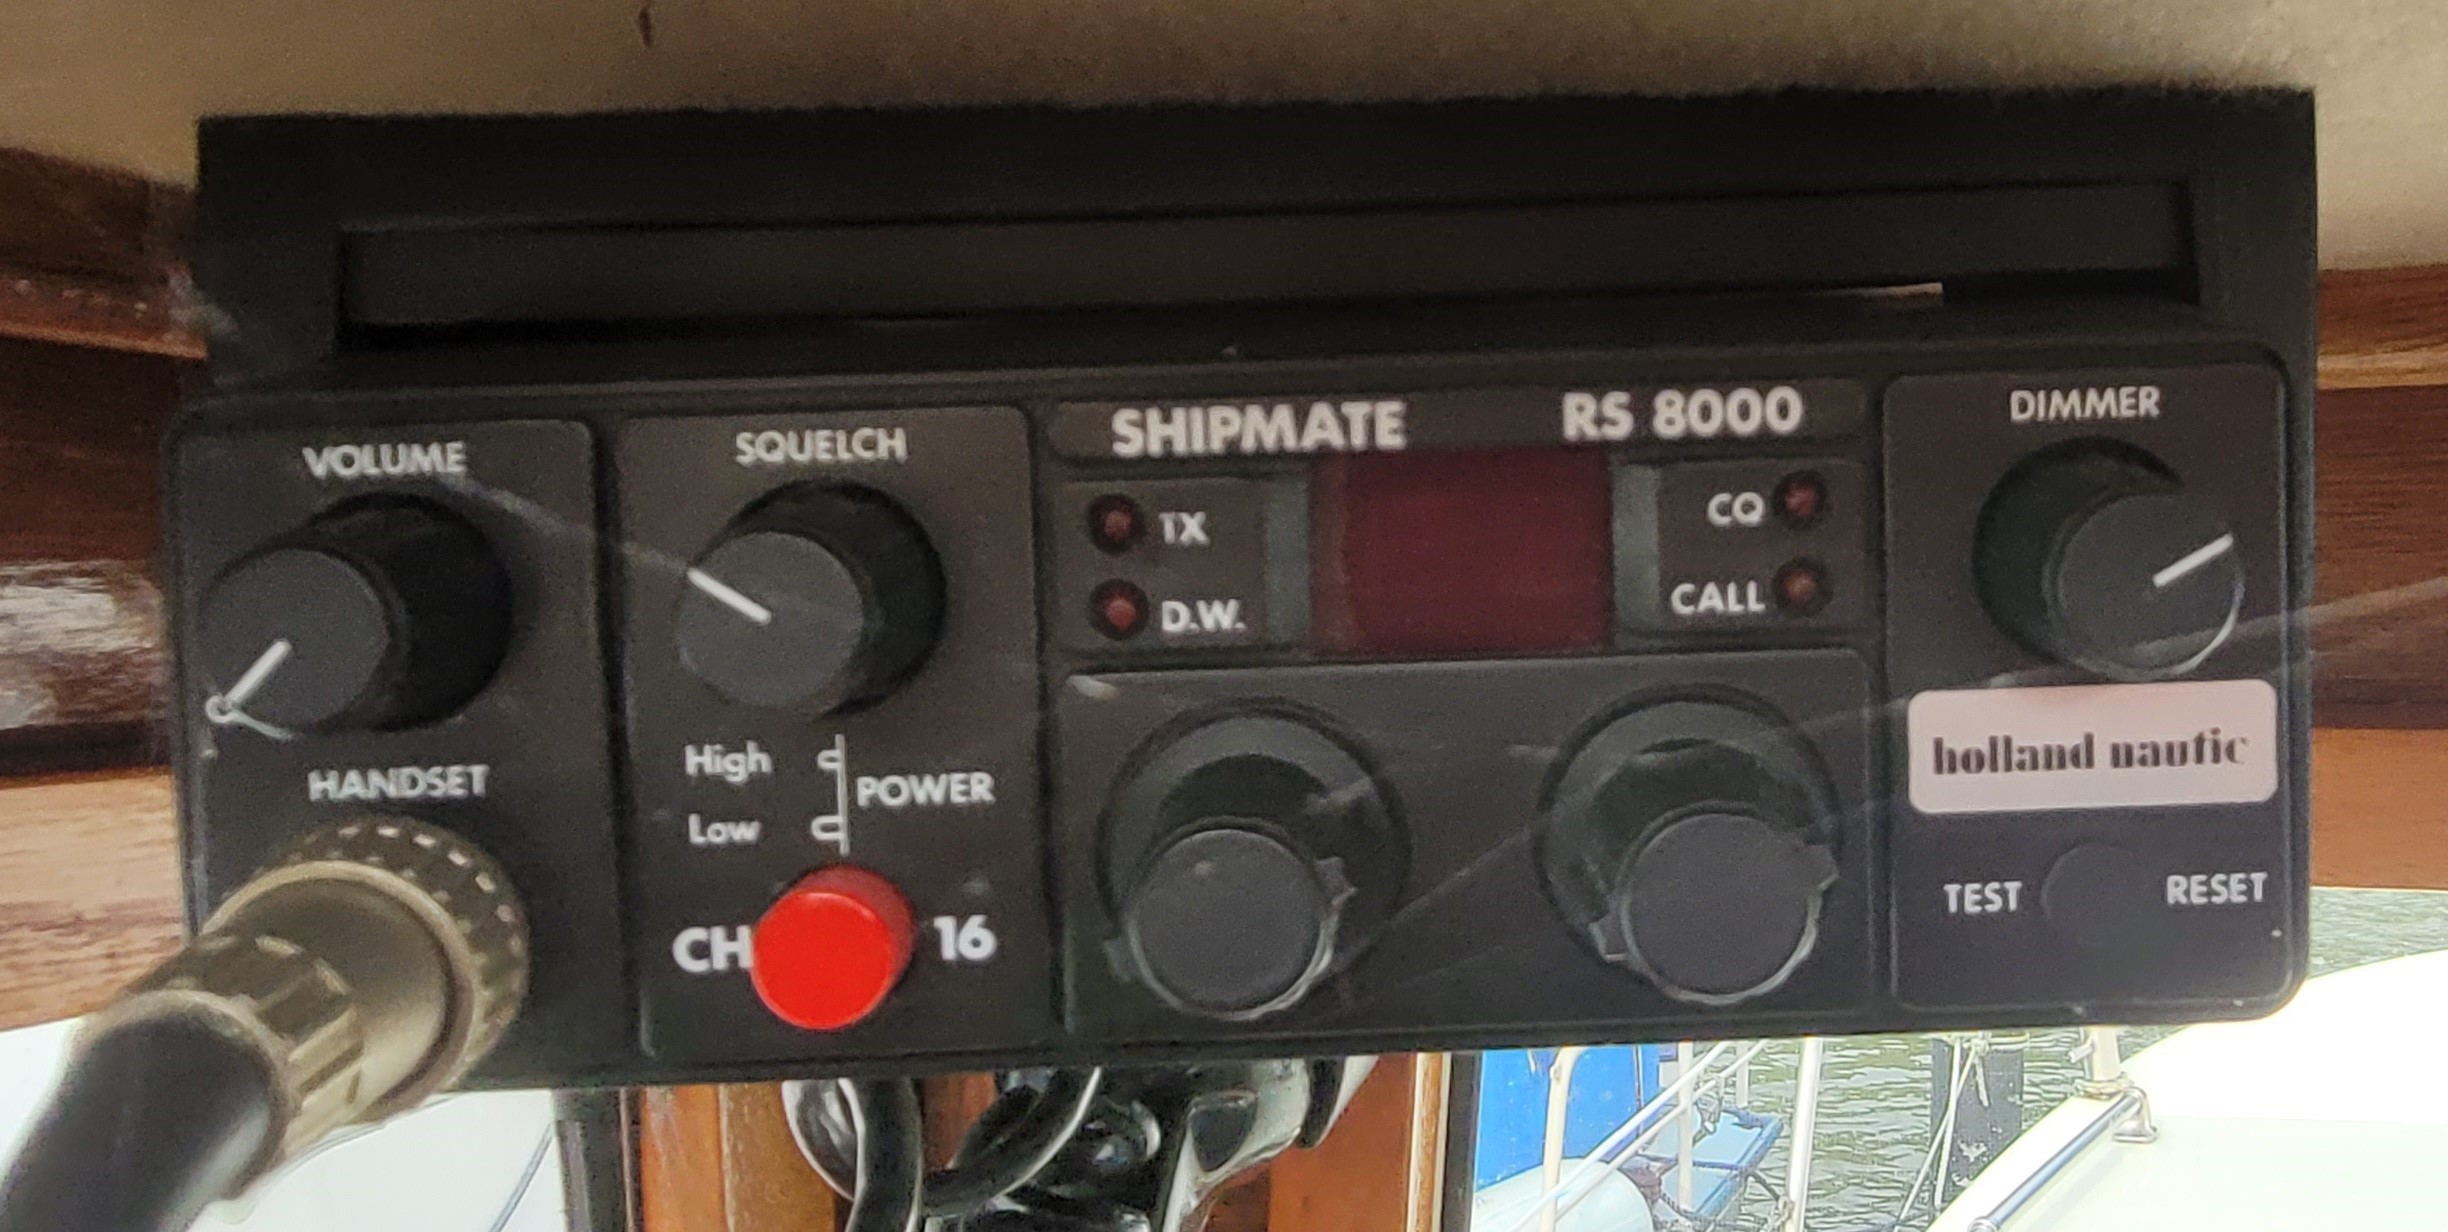 VOLUME
HANDSET
SQUELCH
High
Low
POWER
CH 16
SHIPMATE RS 8000
TX
D.W.
CQ
CALL
DIMMER
holland nautic
TEST RESET